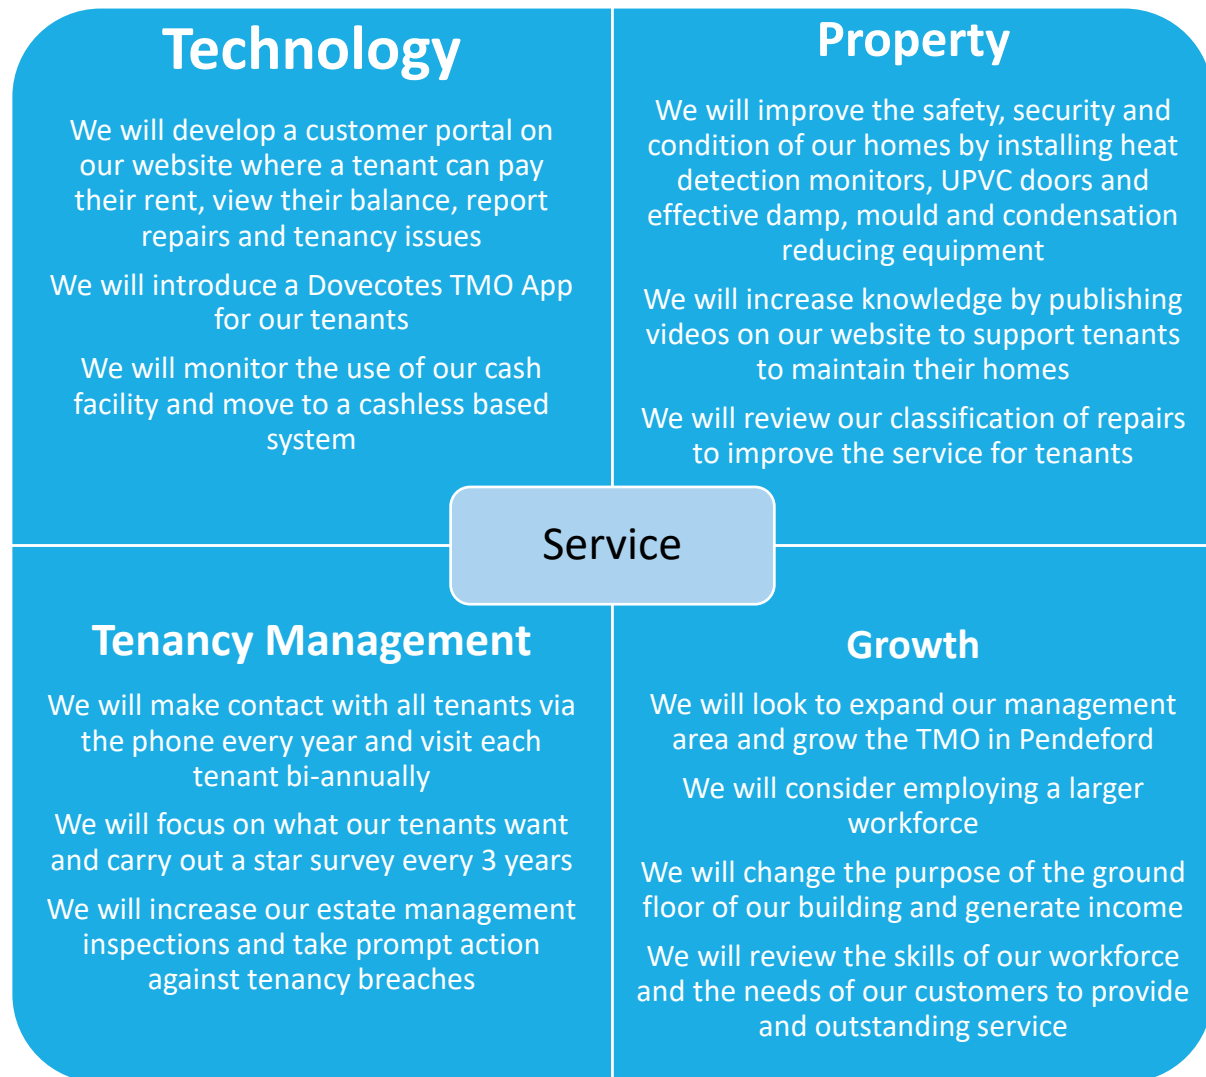 Technology
We will develop a customer portal on
our website where a tenant can pay
their rent, view their balance, report
repairs and tenancy issues
We will introduce a Dovecotes TMO App
for our tenants
We will monitor the use of our cash
facility and move to a cashless based
system
Property
We will improve the safety, security and
condition of our homes by installing heat
detection monitors, UPVC doors and
effective damp, mould and condensation
reducing equipment
We will increase knowledge by publishing
videos on our website to support tenants
to maintain their homes
We will review our classification of repairs
to improve the service for tenants
Service
Tenancy Management
We will make contact with all tenants via
the phone every year and visit each
tenant bi-annually
We will focus on what our tenants want
and carry out a star survey every 3 years
We will increase our estate management
inspections and take prompt action
against tenancy breaches
Growth
We will look to expand our management
area and grow the TMO in Pendeford
We will consider employing a larger
workforce
We will change the purpose of the ground
floor of our building and generate income
We will review the skills of our workforce
and the needs of our customers to provide
and outstanding service